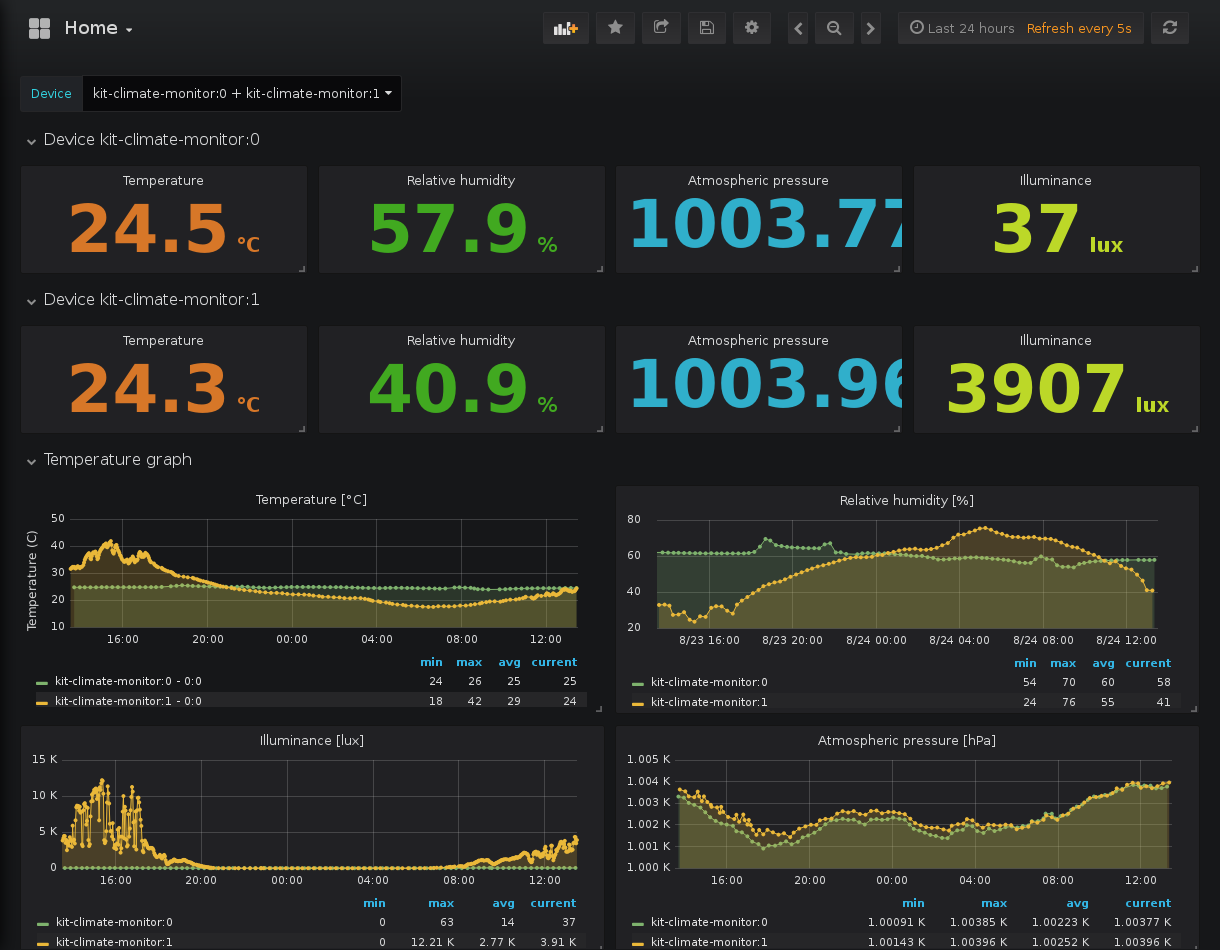 Home
Last 24 hours Refresh every 5s
Device kit-climate-monitor:0 + kit-climate-monitor:1
Device kit-climate-monitor:0
Temperature Relative humidity Atmospheric pressure Illuminance
24.5 °C 57.9 % 1003.77 37 lux
Device kit-climate-monitor:1
Temperature Relative humidity Atmospheric pressure Illuminance
24.3 °C 40.9 % 1003.96 3907 lux
Temperature graph
Temperature [°C]
Temperature (C)
50
40
30
20
10
16:00 20:00 00:00 04:00 08:00 12:00
min max avg current
kit-climate-monitor:0 - 0:0 24 26 25 25
kit-climate-monitor:1 - 0:0 18 42 29 24
Relative humidity [%]
80
60
40
20
8/23 16:00 8/23 20:00 8/24 00:00 8/24 04:00 8/24 08:00 8/24 12:00
min max avg current
kit-climate-monitor:0 54 70 60 58
kit-climate-monitor:1 24 76 55 41
Illuminance [lux]
15 K
10 K
5 K
0
16:00 20:00 00:00 04:00 08:00 12:00
min max avg current
kit-climate-monitor:0 0 63 14 37
kit-climate-monitor:1 0 12.21 K 2.77 K 3.91 K
Atmospheric pressure [hPa]
1.005 K
1.004 K
1.003 K
1.002 K
1.001 K
1.000 K
16:00 20:00 00:00 04:00 08:00 12:00
min max avg current
kit-climate-monitor:0 1.00091 K 1.00385 K 1.00223 K 1.00377 K
kit-climate-monitor:1 1.00143 K 1.00396 K 1.00252 K 1.00396 K